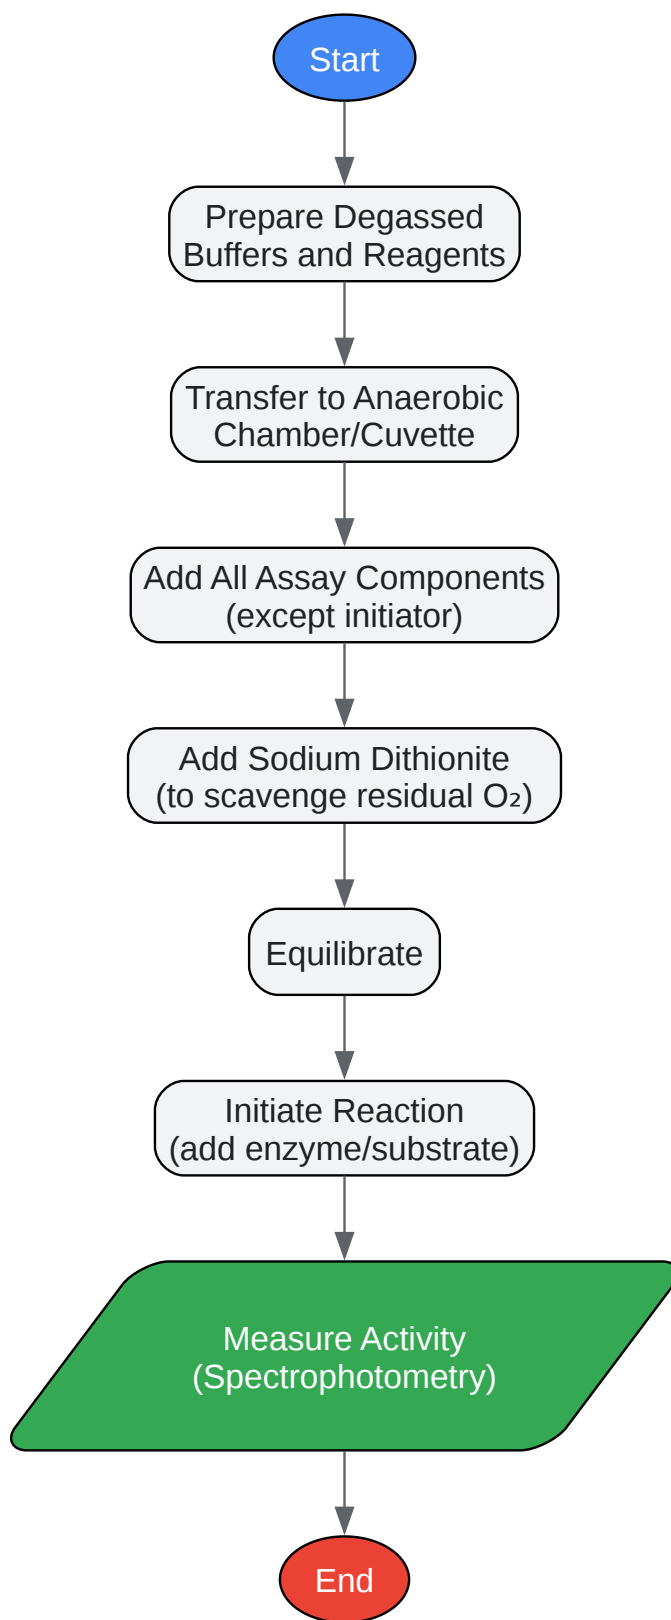 Start
Prepare Degassed
Buffers and Reagents
Transfer to Anaerobic
Chamber/Cuvette
Add All Assay Components
(except initiator)
Add Sodium Dithionite
(to scavenge residual O₂)
Equilibrate
Initiate Reaction
(add enzyme/substrate)
Measure Activity
(Spectrophotometry)
End